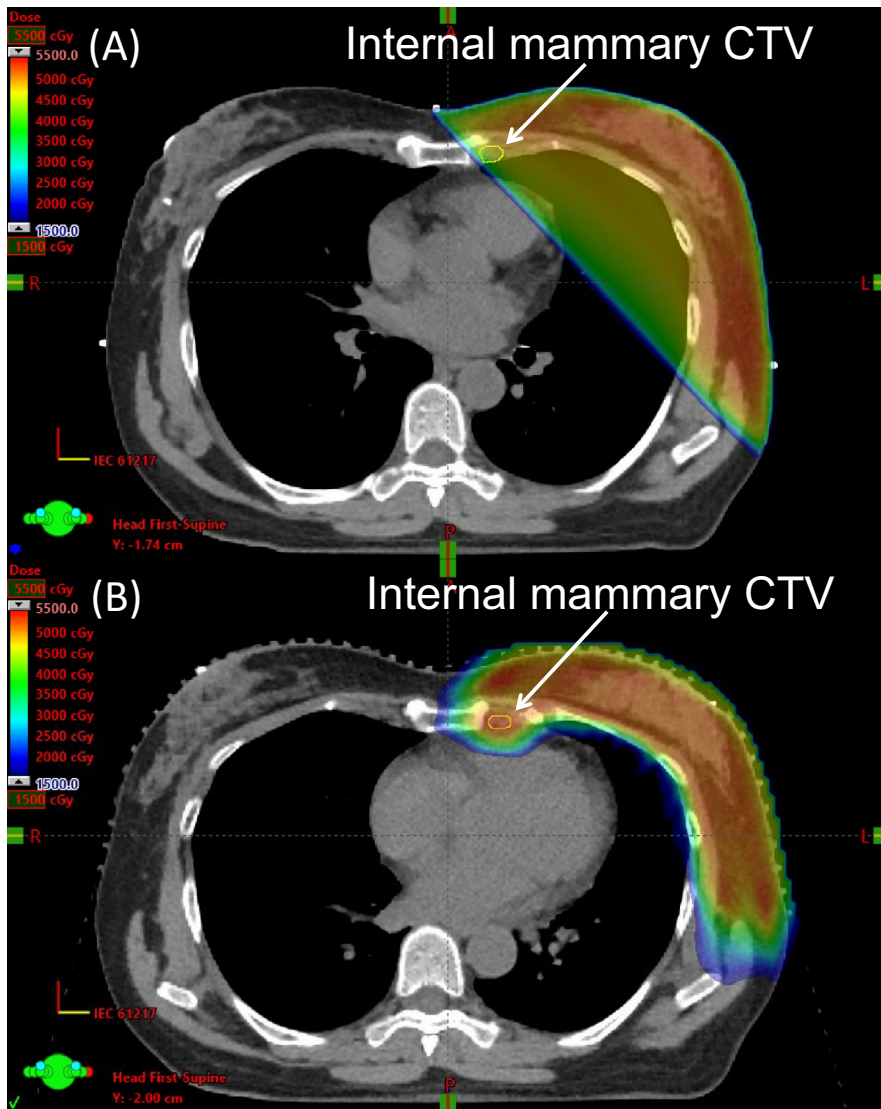 Dose
5500 cGy
5500.0
5000 cGy
4500 cGy
4000 cGy
3500 cGy
3000 cGy
2500 cGy
2000 cGy
1500.0
1500 cGy
(A)
Internal mammary CTV
A
R
L
P
IEC 61217
Head First-Supine
Y: -1.74 cm
Dose
5500 cGy
5500.0
5000 cGy
4500 cGy
4000 cGy
3500 cGy
3000 cGy
2500 cGy
2000 cGy
1500.0
1500 cGy
(B)
Internal mammary CTV
A
R
L
P
IEC 61217
Head First-Supine
Y: -2.00 cm